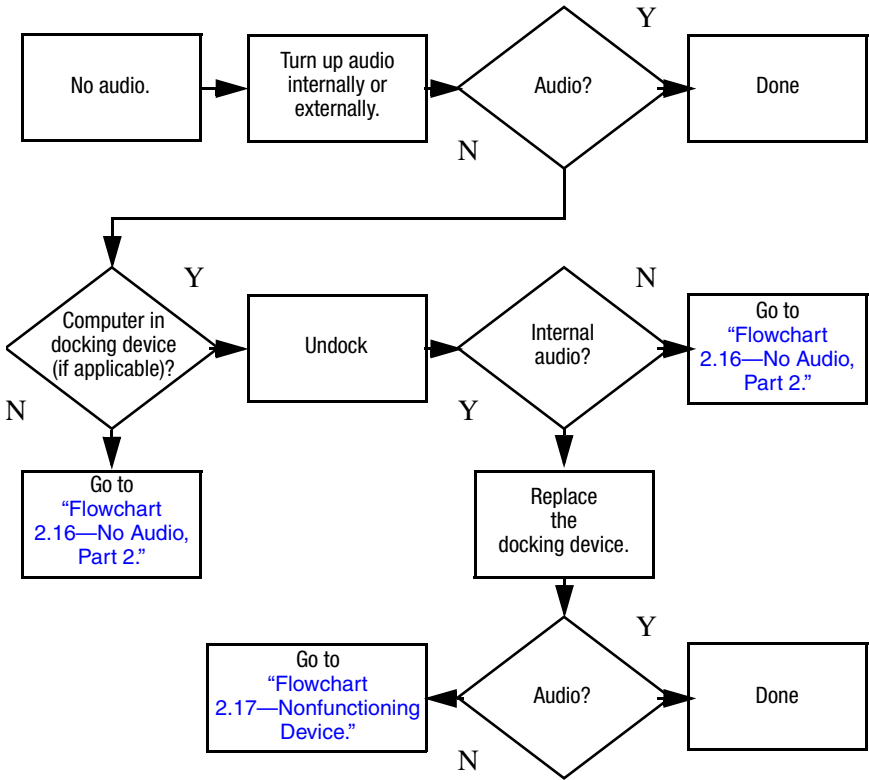 Y
No audio.
Turn up audio
internally or
externally.
Audio?
Done
N
Y
N
Computer in
docking device
(if applicable)?
Undock
Internal
audio?
Go to
“Flowchart
2.16—No Audio,
Part 2.”
N
Y
Go to
“Flowchart
2.16—No Audio,
Part 2.”
Replace
the
docking device.
Y
Go to
“Flowchart
2.17—Nonfunctioning
Device.”
Audio?
Done
N